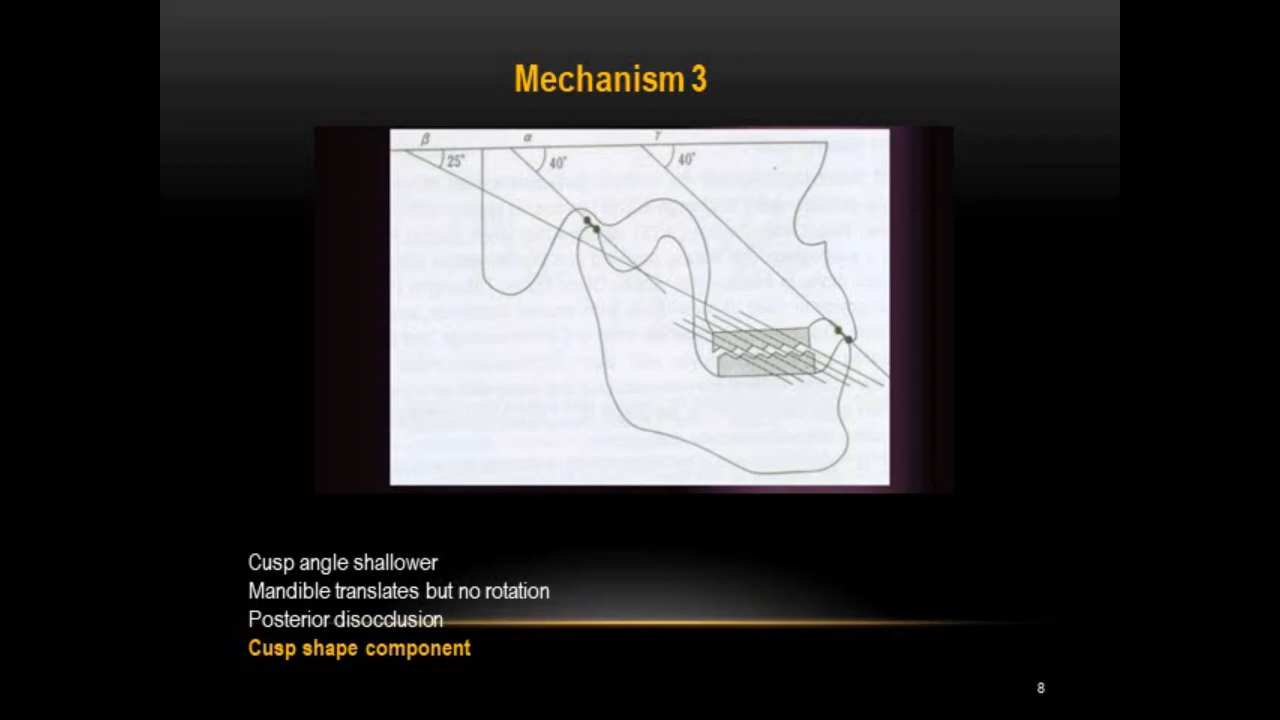 Mechanism 3
β α γ
25° 40° 40°
Cusp angle shallower
Mandible translates but no rotation
Posterior disocclusion
Cusp shape component
8